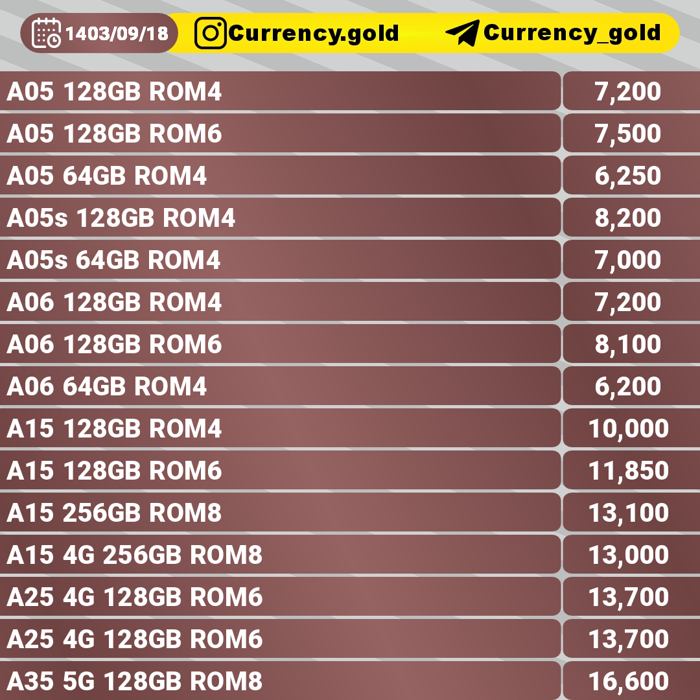 1403/09/18 Currency.gold Currency_gold
A05 128GB ROM4 7,200
A05 128GB ROM6 7,500
A05 64GB ROM4 6,250
A05s 128GB ROM4 8,200
A05s 64GB ROM4 7,000
A06 128GB ROM4 7,200
A06 128GB ROM6 8,100
A06 64GB ROM4 6,200
A15 128GB ROM4 10,000
A15 128GB ROM6 11,850
A15 256GB ROM8 13,100
A15 4G 256GB ROM8 13,000
A25 4G 128GB ROM6 13,700
A25 4G 128GB ROM6 13,700
A35 5G 128GB ROM8 16,600